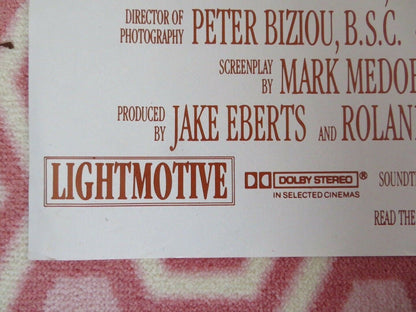 DIRECTOR OF PHOTOGRAPHY PETER BIZIOU, B.S.C.
SCREENPLAY BY MARK MEDOF
PRODUCED BY JAKE EBERTS AND ROLAN
LIGHTMOTIVE DOLBY STEREO ® SOUNDT
IN SELECTED CINEMAS
READ THE